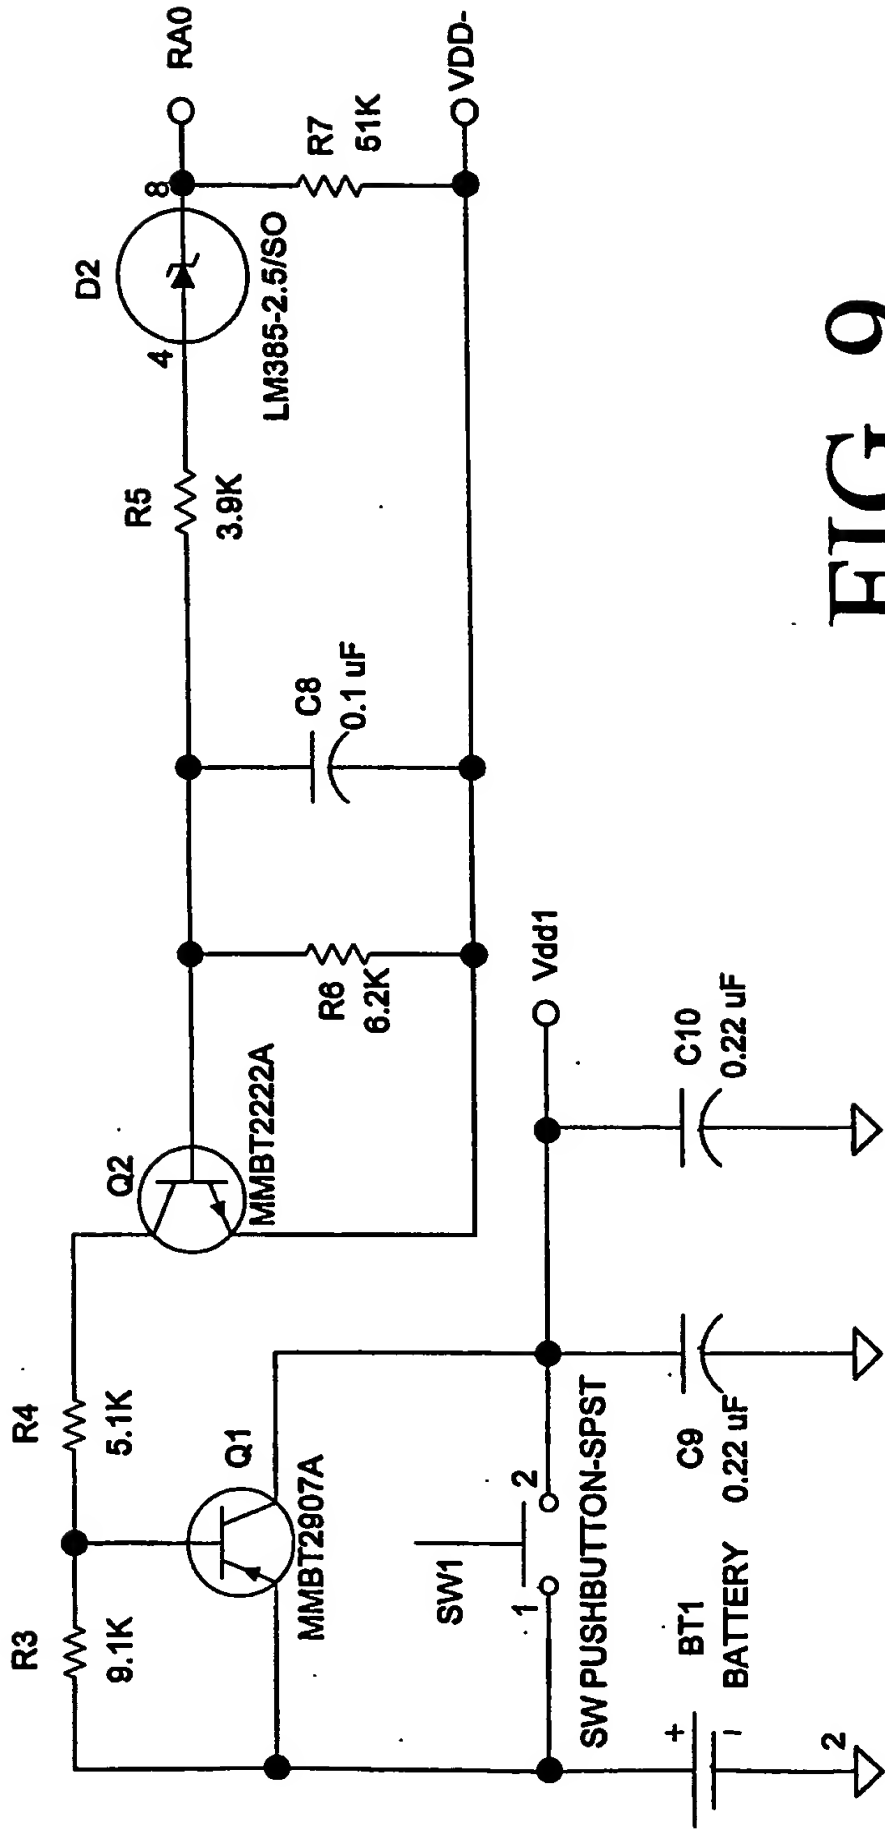 R3
9.1K
R4
5.1K
Q1
MMBT2907A
Q2
MMBT2222A
R6
6.2K
C8
0.1 uF
R5
3.9K
D2
4
8
LM385-2.5/SO
R7
51K
RA0
VDD-
SW1
1
2
SW PUSHBUTTON-SPST
Vdd1
BT1
BATTERY
+
–
2
C9
0.22 uF
C10
0.22 uF
FIG 9